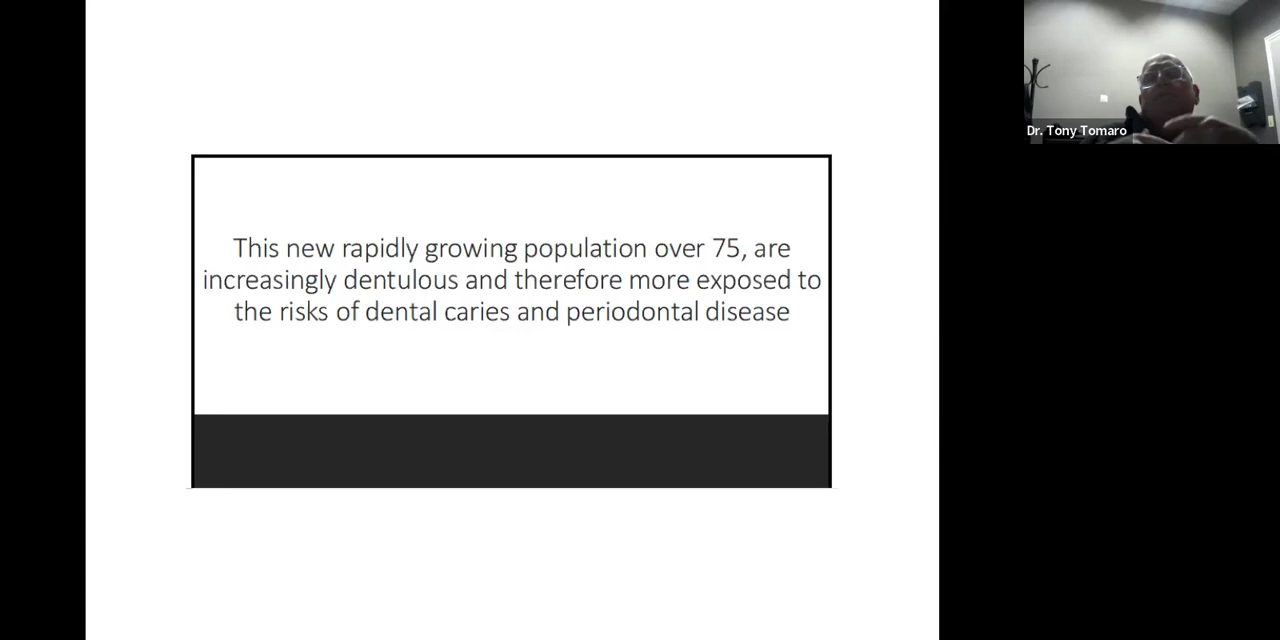 This new rapidly growing population over 75, are
increasingly dentulous and therefore more exposed to
the risks of dental caries and periodontal disease
Dr. Tony Tomaro